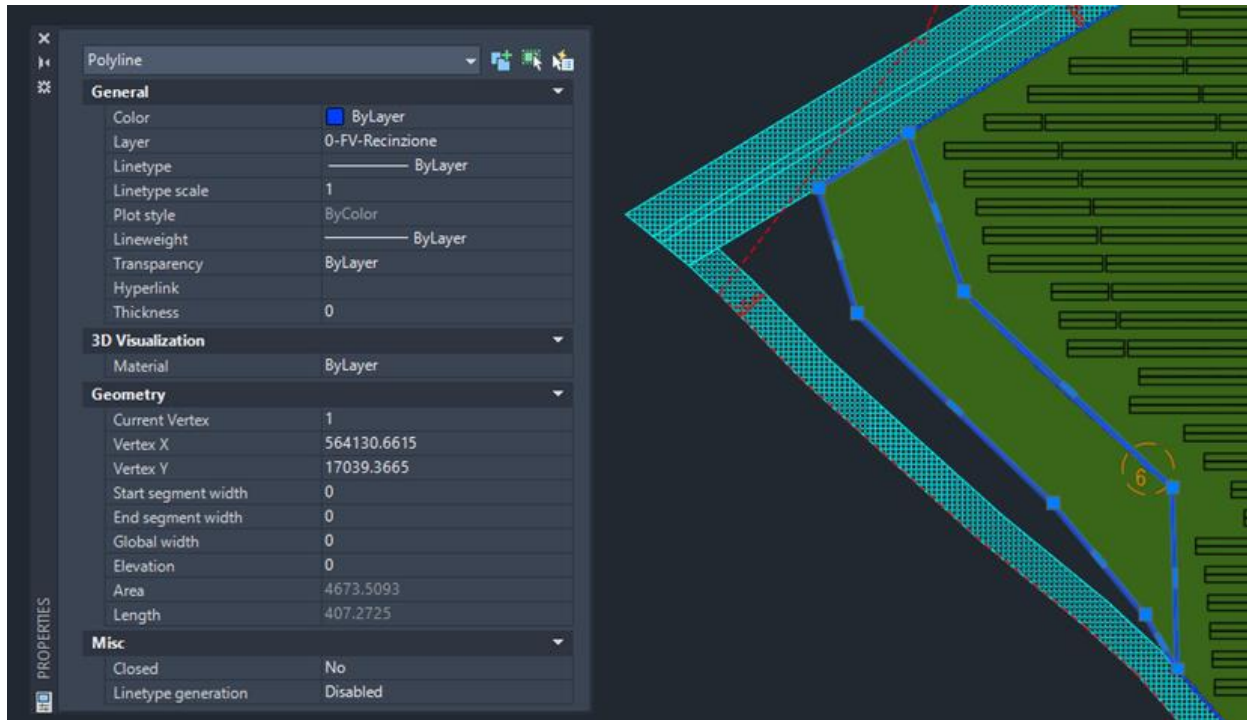 Polyline
General
Color ByLayer
Layer 0-FV-Recinzione
Linetype ByLayer
Linetype scale 1
Plot style ByColor
Lineweight ByLayer
Transparency ByLayer
Hyperlink
Thickness 0
3D Visualization
Material ByLayer
Geometry
Current Vertex 1
Vertex X 564130.6615
Vertex Y 17039.3665
Start segment width 0
End segment width 0
Global width 0
Elevation 0
Area 4673.5093
Length 407.2725
Misc
Closed No
Linetype generation Disabled
PROPERTIES
6